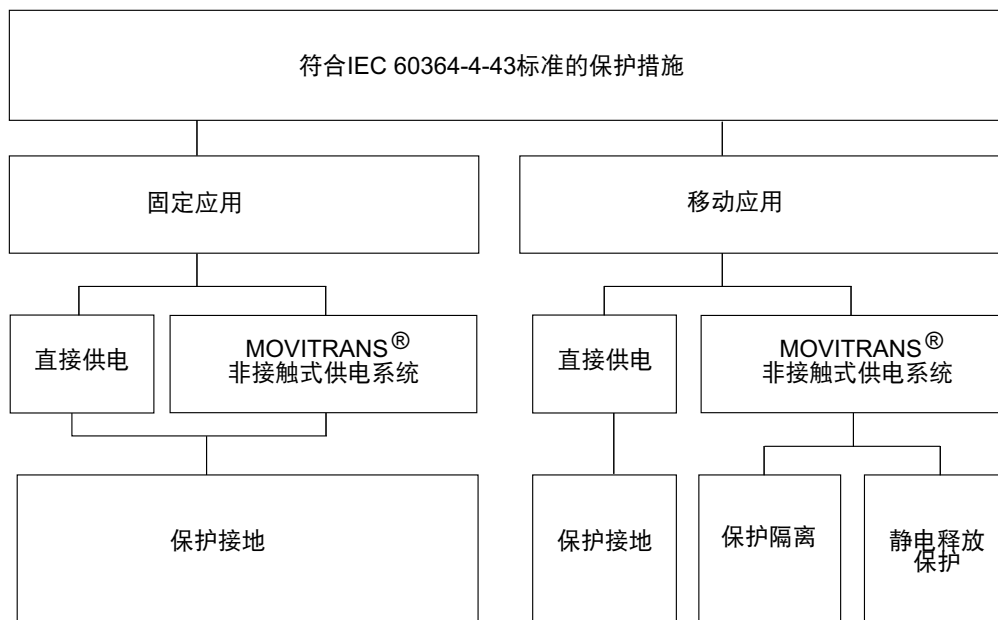 符合IEC 60364-4-43标准的保护措施
固定应用
移动应用
直接供电
MOVITRANS®
非接触式供电系统
直接供电
MOVITRANS®
非接触式供电系统
保护接地
保护接地
保护隔离
静电释放
保护